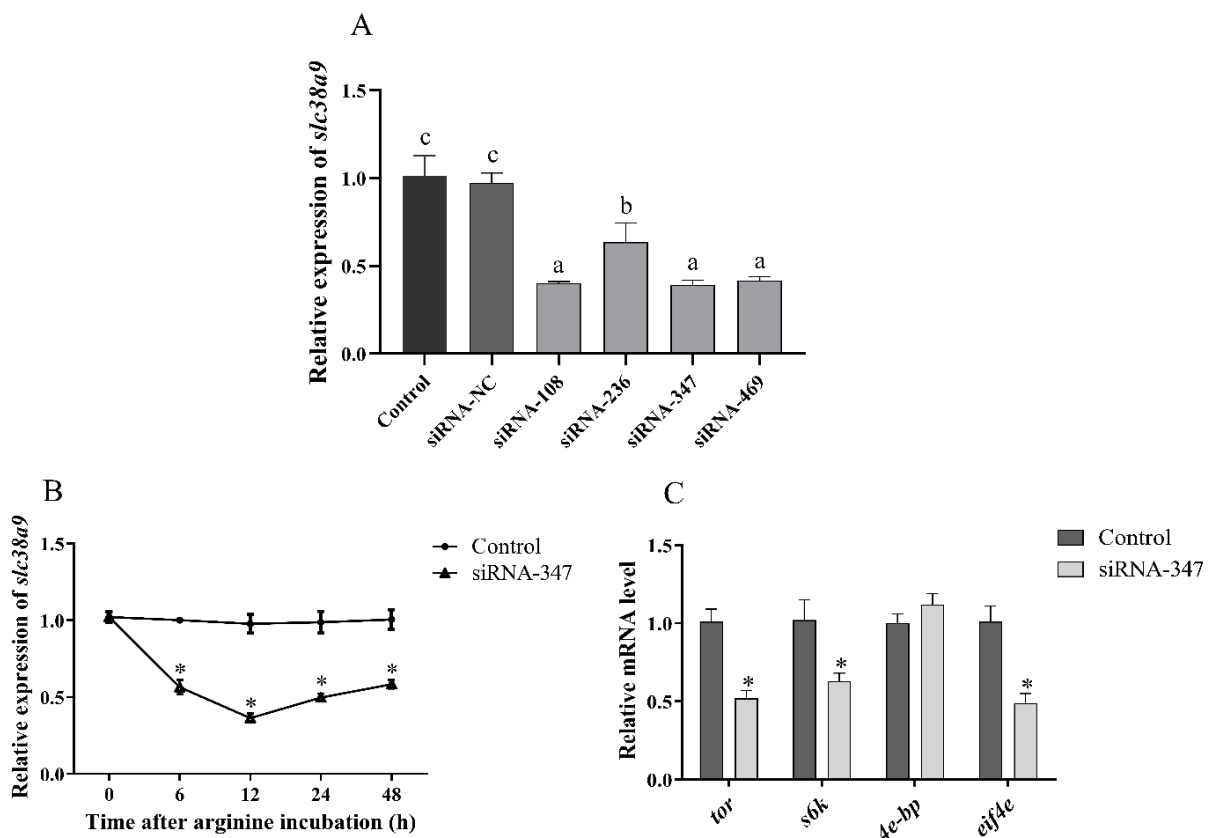 A
Relative expression of slc38a9
1.5
1.0
0.5
0.0
c
c
a
b
a
a
Control
siRNA-NC
siRNA-108
siRNA-236
siRNA-347
siRNA-469
B
Relative expression of slc38a9
1.5
1.0
0.5
0.0
* * * *
0 6 12 24 48
Time after arginine incubation (h)
Control
siRNA-347
C
Relative mRNA level
1.5
1.0
0.5
0.0
* * *
tor
s6k
4e-bp
eif4e
Control
siRNA-347